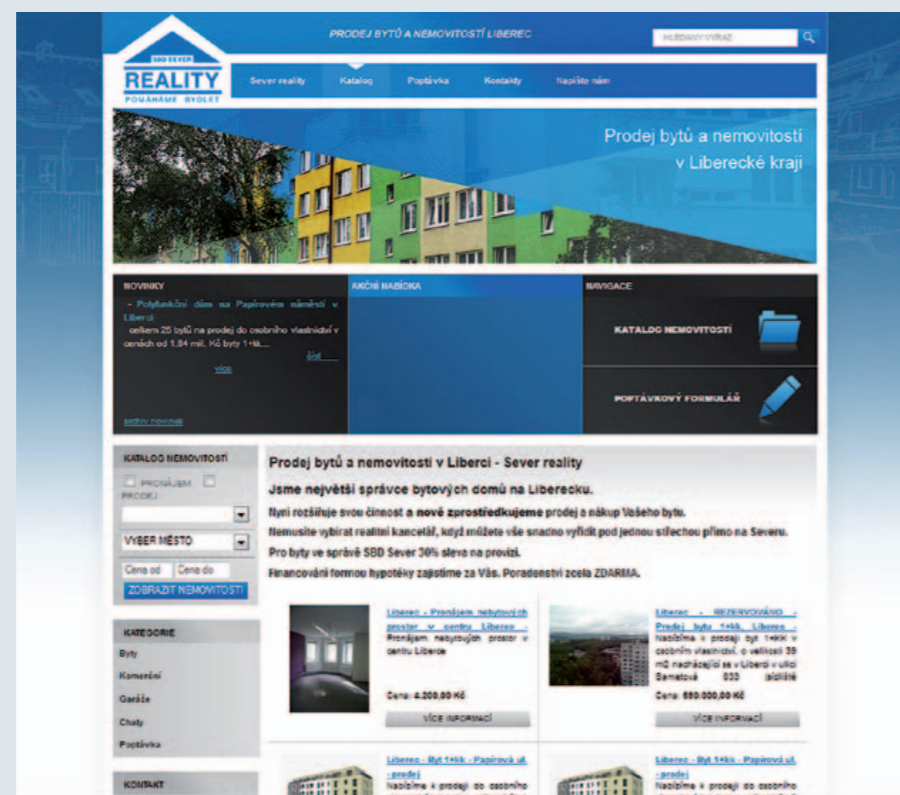 PRODEJ BYTŮ A NEMOVITOSTÍ LIBEREC
HLEDANÝ VÝRAZ
SBD SEVER
REALITY
POMÁHÁME BYDLET
Sever reality
Katalog
Poptávka
Kontakty
Napište nám
Prodej bytů a nemovitostí
v Liberecké kraji
NOVINKY
- Polyfunkční dům na Papírovém náměstí v
Liberci
celkem 25 bytů na prodej do osobního vlastnictví v
cenách od 1,84 mil. Kč byty 1+kk...
číst
více
archiv novinek
AKČNÍ NABÍDKA
NAVIGACE
KATALOG NEMOVITOSTÍ
POPTÁVKOVÝ FORMULÁŘ
KATALOG NEMOVITOSTÍ
PRONÁJEM
PRODEJ
VYBER MĚSTO
Cena od
Cena do
ZOBRAZIT NEMOVITOSTI
KATEGORIE
Byty
Komerční
Garáže
Chaty
Poptávka
KONTAKT
Prodej bytů a nemovitostí v Liberci - Sever reality
Jsme největší správce bytových domů na Liberecku.
Nyní rozšiřuje svou činnost a nově zprostředkujeme prodej a nákup Vašeho bytu.
Nemusíte vybírat realitní kancelář, když můžete vše snadno vyřídit pod jednou střechou přímo na Severu.
Pro byty ve správě SBD Sever 30% sleva na provizi.
Financování formou hypotéky zajistíme za Vás. Poradenství zcela ZDARMA.
Liberec - Pronájem nebytových
prostor v centru Liberce -
Pronájem nebytových prostor v
centru Liberce
Cena: 4.200,00 Kč
VÍCE INFORMACÍ
Liberec - REZERVOVÁNO -
Prodej bytu 1+kk, Liberec -
Nabízíme k prodeji byt 1+KK v
osobním vlastnictví, o velikosti 39
m2 nacházející se v Liberci v ulici
833 sídliště
Cena: 690.000,00 Kč
VÍCE INFORMACÍ
Liberec - Byt 1+kk - Papírová ul.
- prodej
Nabízíme k prodeji do osobního
Liberec - Byt 1+kk - Papírová ul.
- prodej
Nabízíme k prodeji do osobního